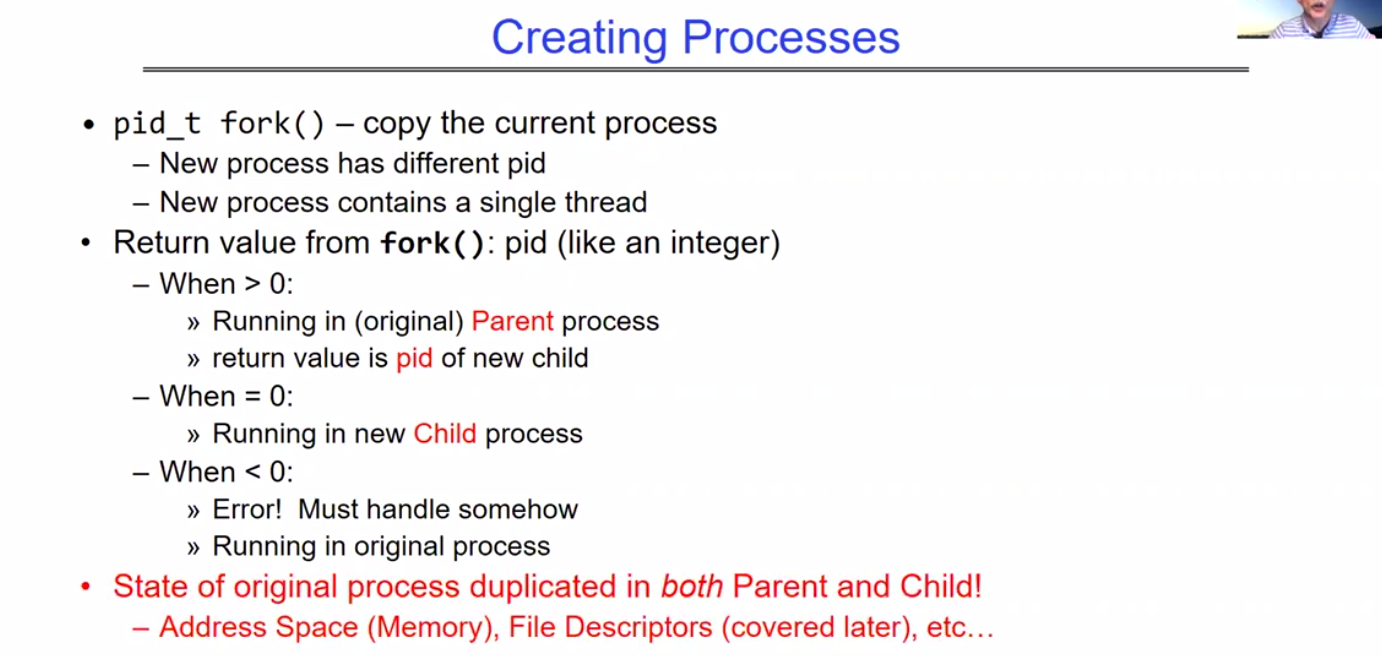 Creating Processes
• pid_t fork() – copy the current process
– New process has different pid
– New process contains a single thread
• Return value from fork(): pid (like an integer)
– When > 0:
» Running in (original) Parent process
» return value is pid of new child
– When = 0:
» Running in new Child process
– When < 0:
» Error!  Must handle somehow
» Running in original process
• State of original process duplicated in both Parent and Child!
– Address Space (Memory), File Descriptors (covered later), etc…